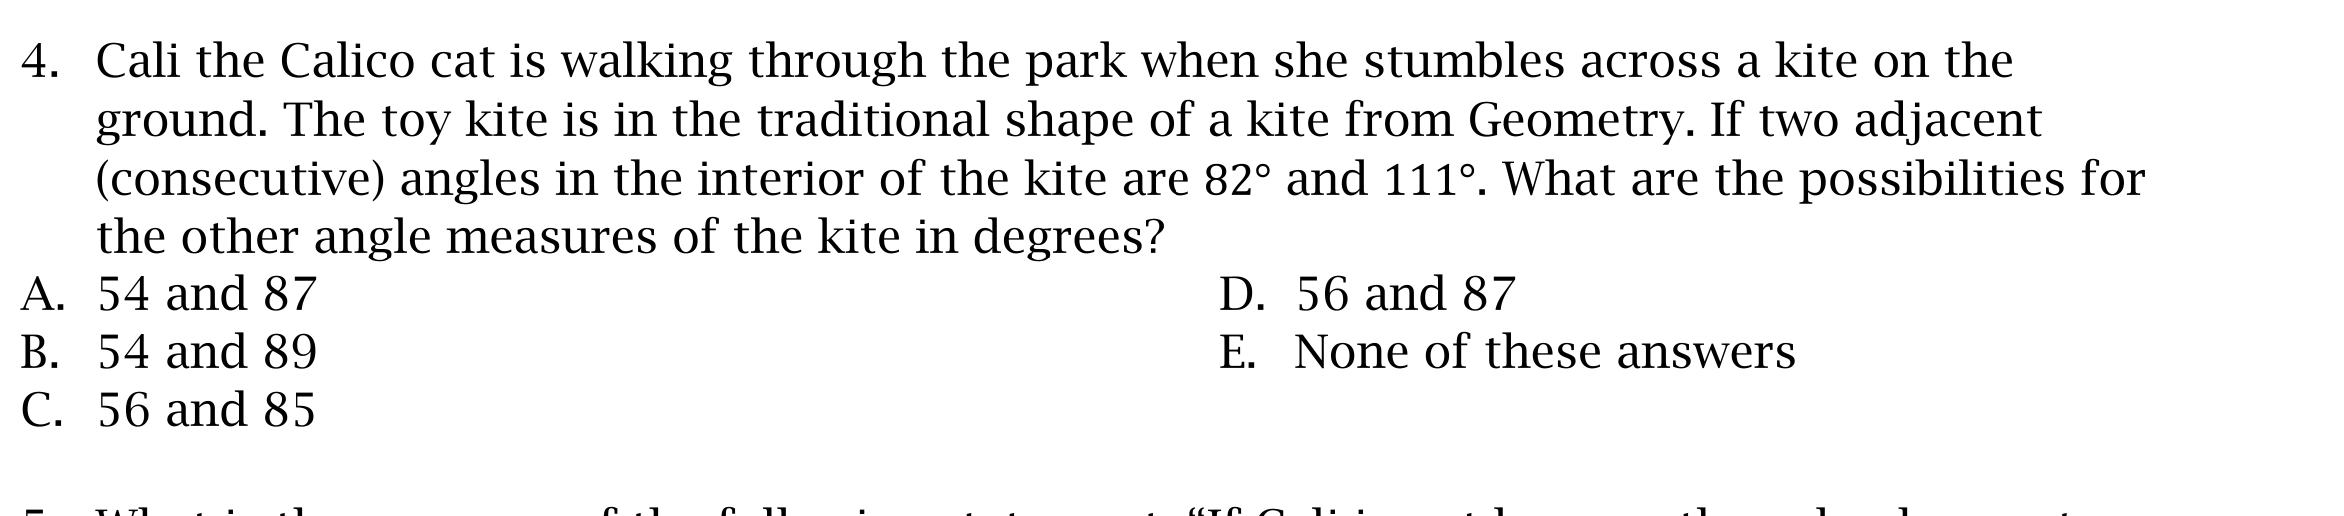 4. Cali the Calico cat is walking through the park when she stumbles across a kite on the
ground. The toy kite is in the traditional shape of a kite from Geometry. If two adjacent
(consecutive) angles in the interior of the kite are 82° and 111°. What are the possibilities for
the other angle measures of the kite in degrees?
A. 54 and 87
D. 56 and 87
B. 54 and 89
E. None of these answers
C. 56 and 85